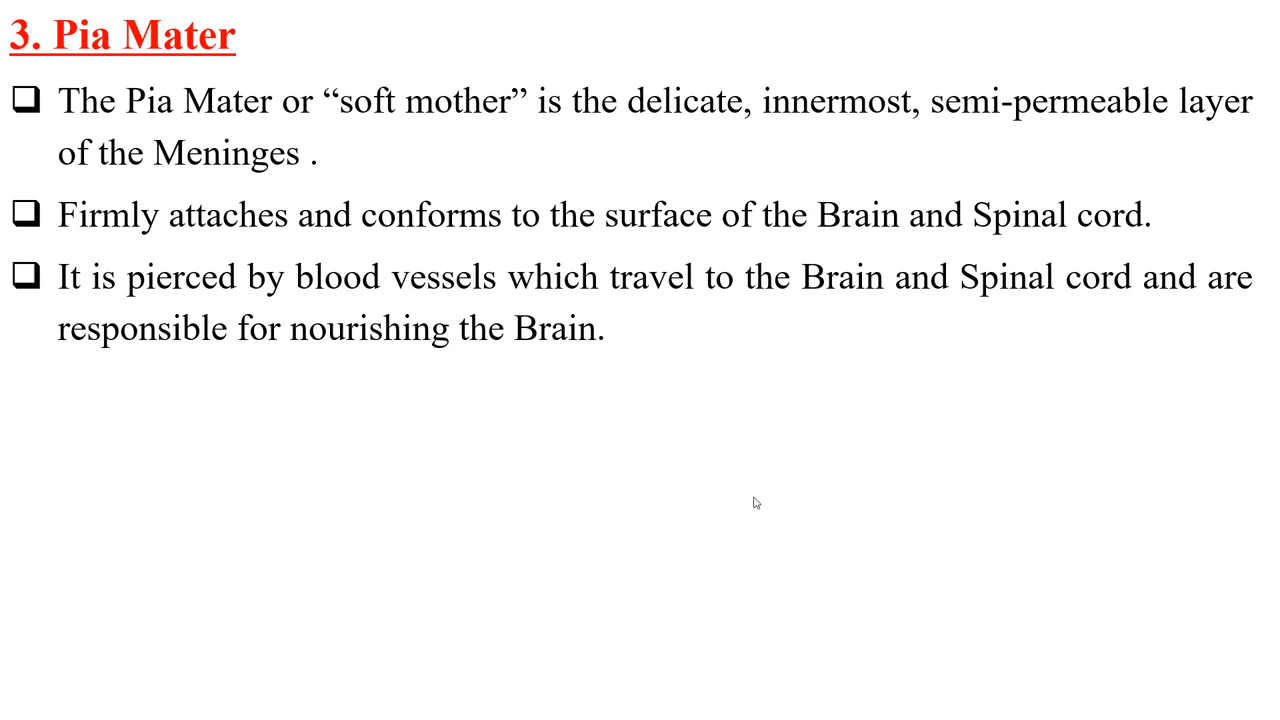 3. Pia Mater
❑ The Pia Mater or “soft mother” is the delicate, innermost, semi-permeable layer
of the Meninges .
❑ Firmly attaches and conforms to the surface of the Brain and Spinal cord.
❑ It is pierced by blood vessels which travel to the Brain and Spinal cord and are
responsible for nourishing the Brain.